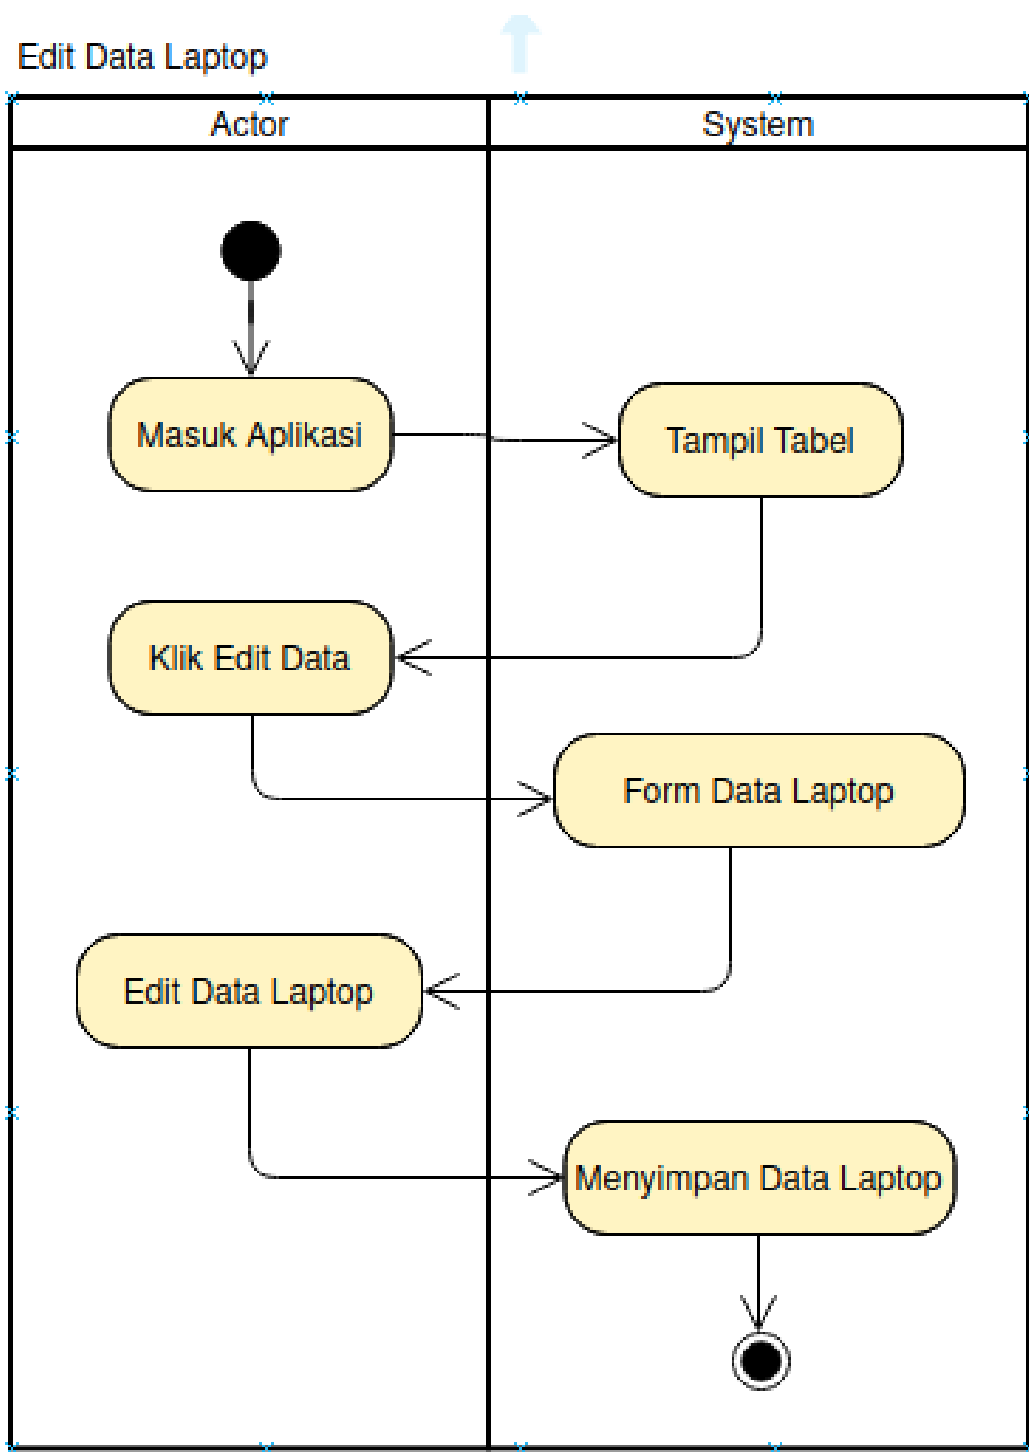 Edit Data Laptop
Actor
System
Masuk Aplikasi
Tampil Tabel
Klik Edit Data
Form Data Laptop
Edit Data Laptop
Menyimpan Data Laptop